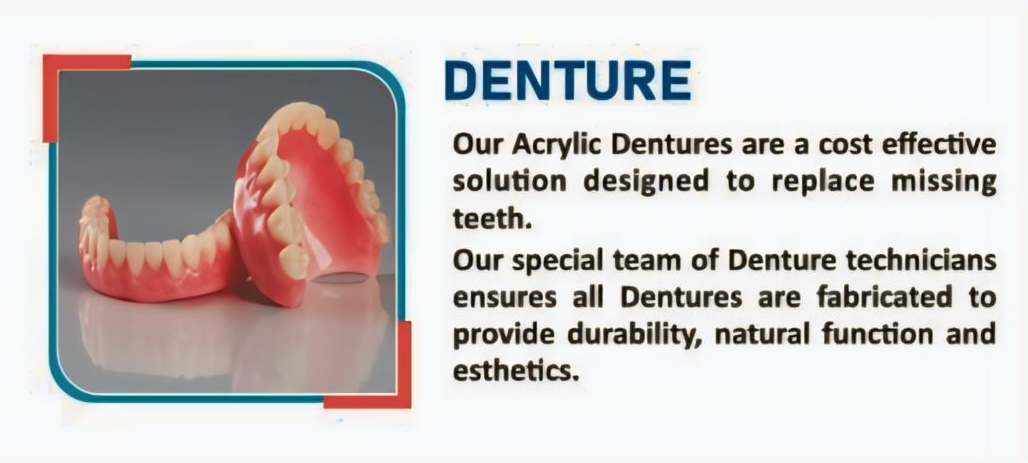 DENTURE
Our Acrylic Dentures are a cost effective
solution designed to replace missing
teeth.
Our special team of Denture technicians
ensures all Dentures are fabricated to
provide durability, natural function and
esthetics.